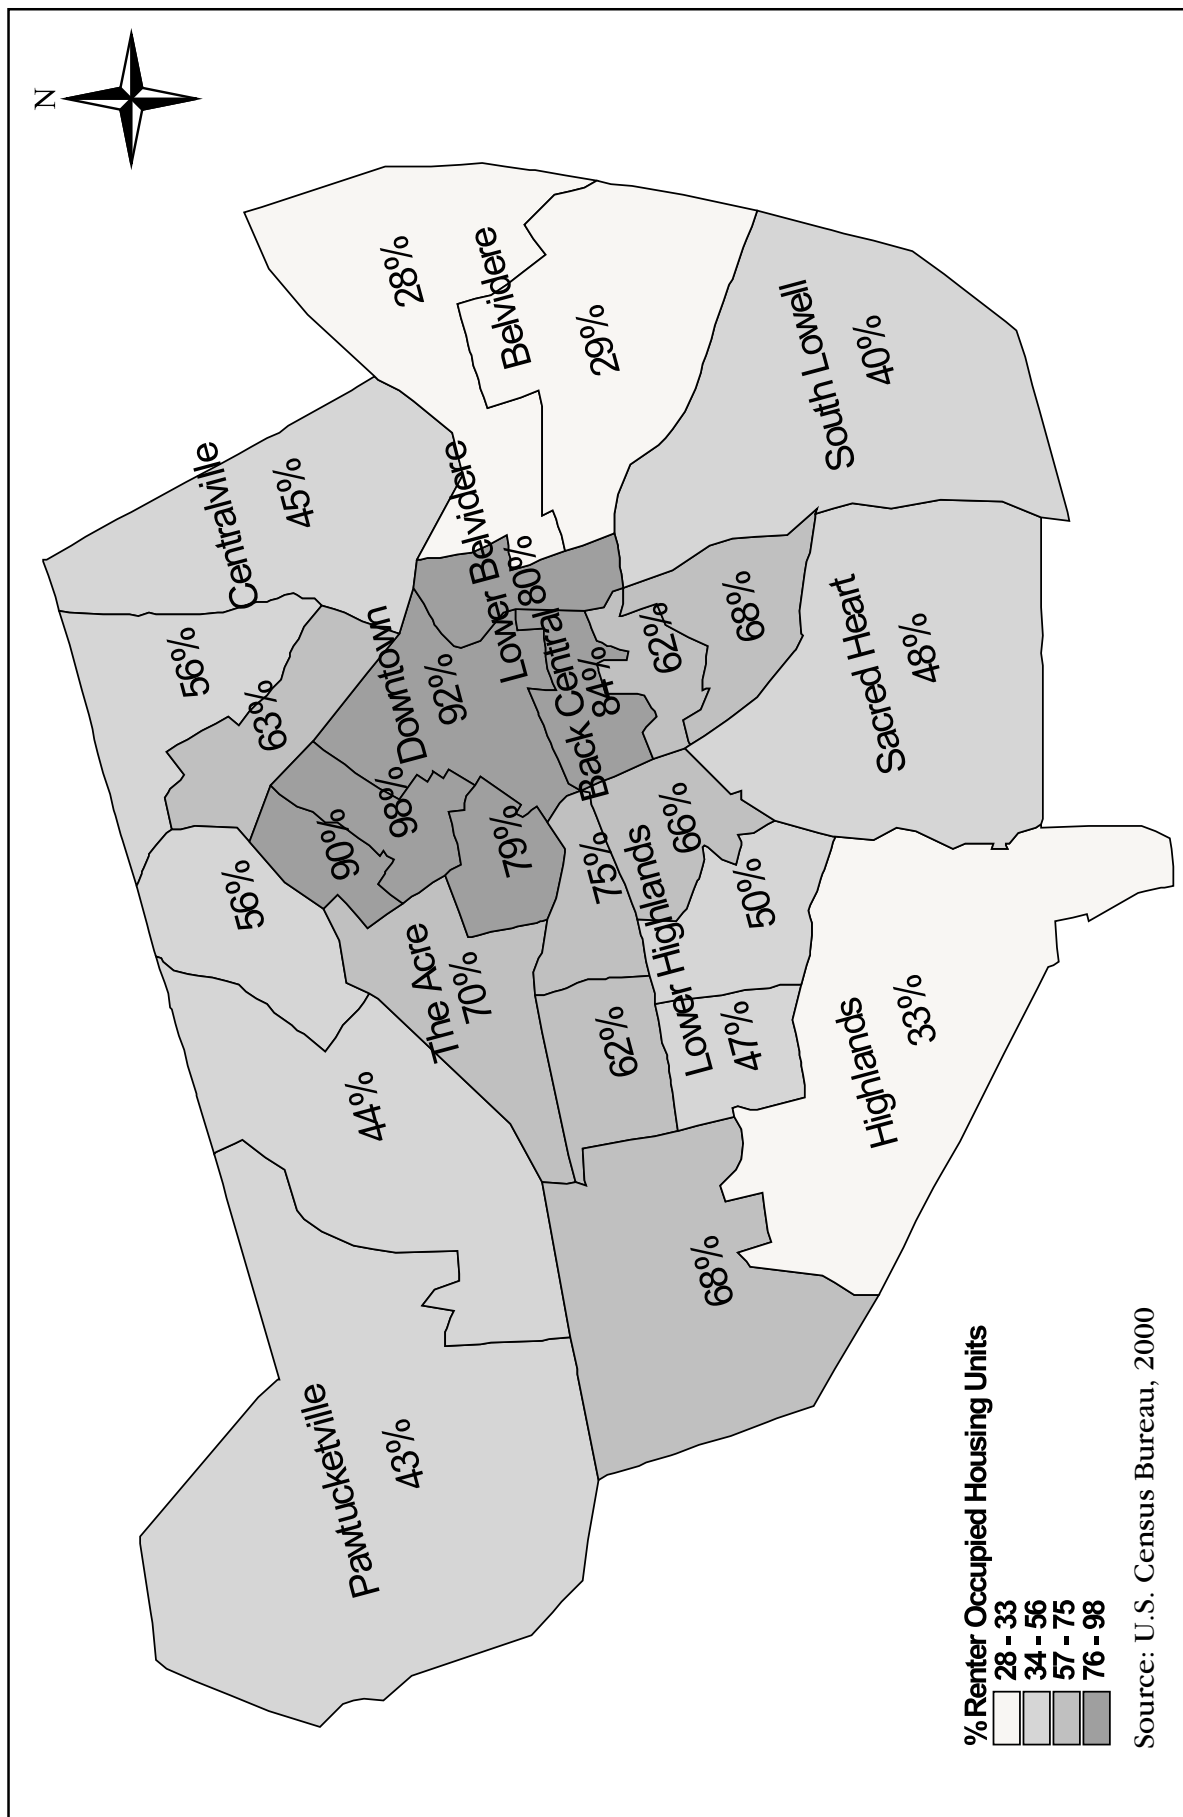 N
Centralville
45%
56%
63%
28%
Belvidere
29%
Lower Belvidere
80%
Downtown
92%
98%
90%
79%
56%
The Acre
70%
44%
Pawtucketville
43%
Back Central
84%
62%
68%
South Lowell
40%
Sacred Heart
48%
75%
66%
Lower Highlands
50%
47%
62%
68%
Highlands
33%
%Renter Occupied Housing Units
28 - 33
34 - 56
57 - 75
76 - 98
Source: U.S. Census Bureau, 2000